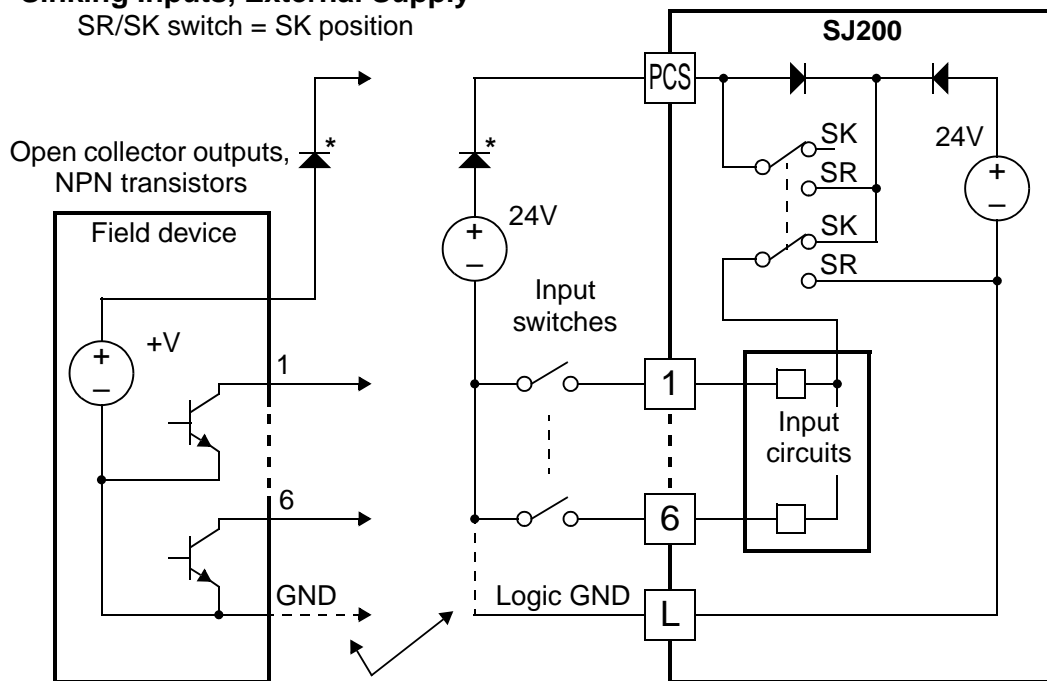 Sinking Inputs, External Supply
SR/SK switch = SK position
SJ200
PCS
*
*
SK
SR
SK
SR
24V
+
–
Open collector outputs,
NPN transistors
Field device
24V
+
–
Input
switches
+V
+
–
1
1
Input
circuits
6
6
GND
Logic GND
L